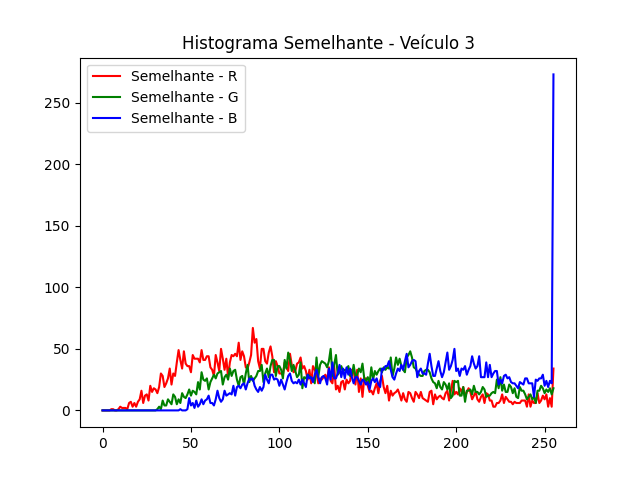 Histograma Semelhante - Veículo 3
Semelhante - R
Semelhante - G
Semelhante - B
250
200
150
100
50
0
0 50 100 150 200 250